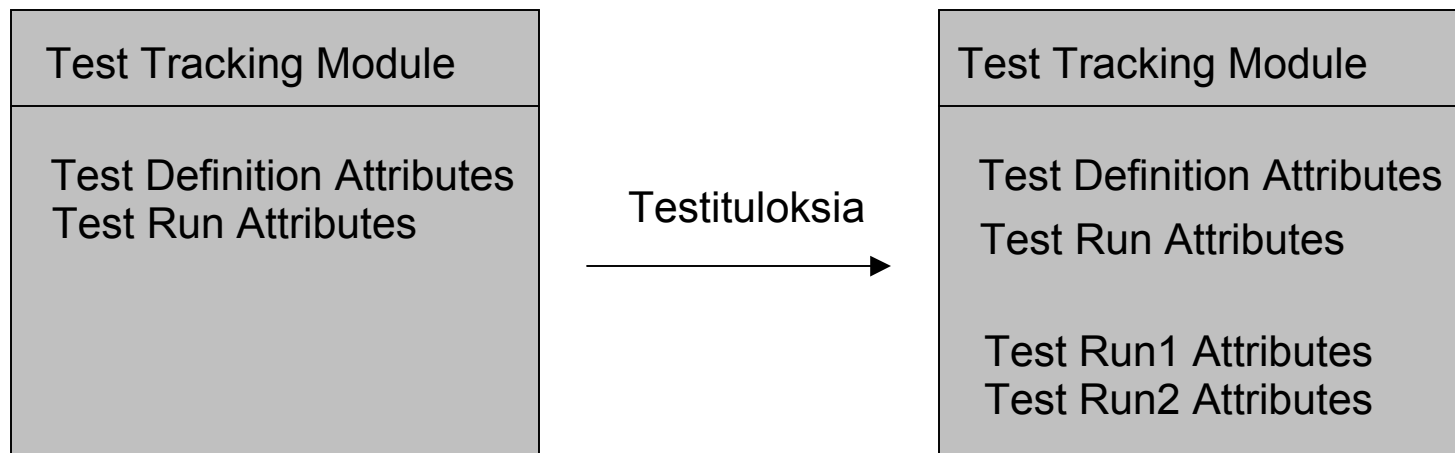 Test Tracking Module
Test Definition Attributes
Test Run Attributes
Testituloksia
Test Tracking Module
Test Definition Attributes
Test Run Attributes
Test Run1 Attributes
Test Run2 Attributes